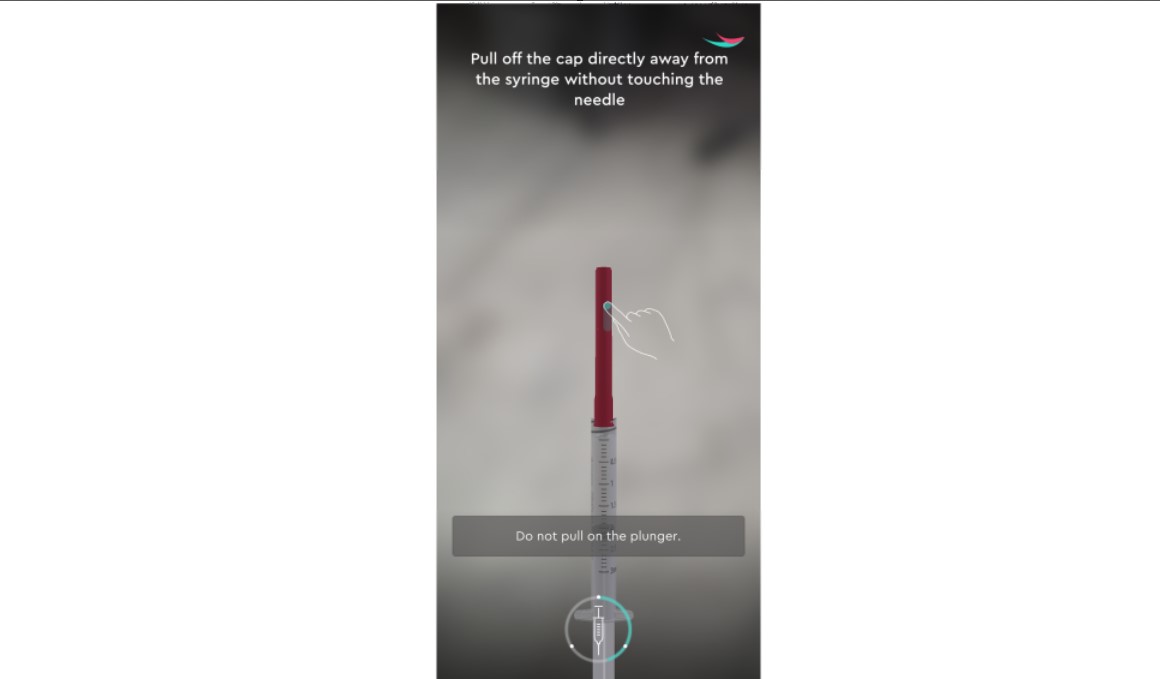 Pull off the cap directly away from
the syringe without touching the
needle
Do not pull on the plunger.